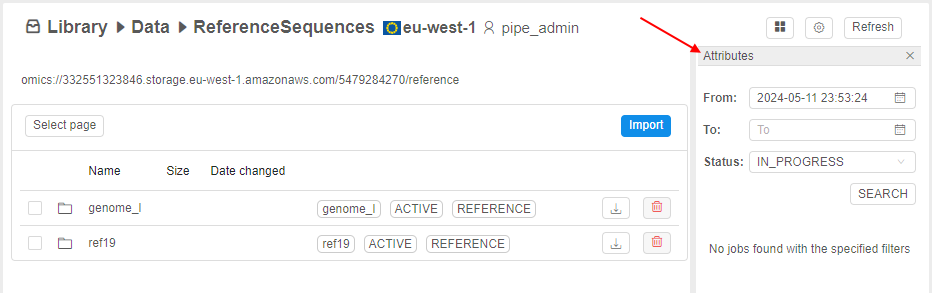 Library ▶ Data ▶ ReferenceSequences eu-west-1 pipe_admin
Refresh
omics://332551323846.storage.eu-west-1.amazonaws.com/5479284270/reference
Select page
Import
Name Size Date changed
genome_l genome_l ACTIVE REFERENCE
ref19 ref19 ACTIVE REFERENCE
Attributes
From: 2024-05-11 23:53:24
To: To
Status: IN_PROGRESS
SEARCH
No jobs found with the specified filters